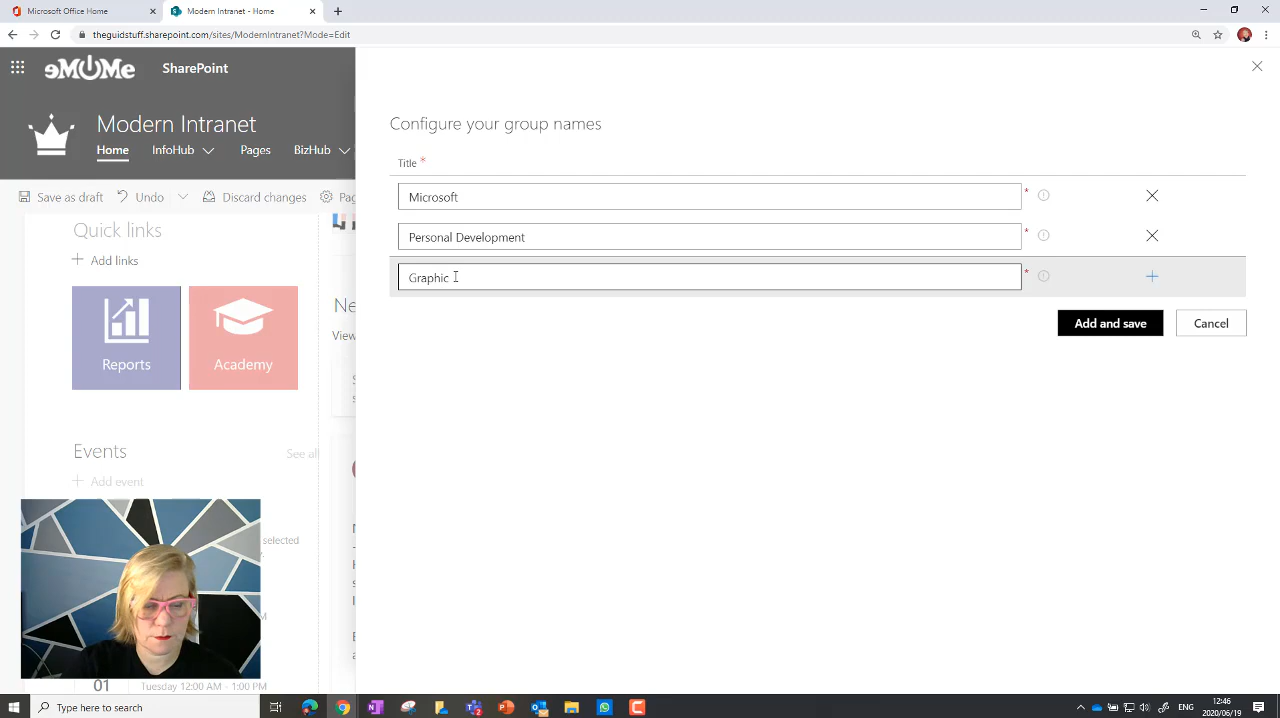 Microsoft Office Home
Modern Intranet - Home
theguidstuff.sharepoint.com/sites/ModernIntranet?Mode=Edit
SharePoint
Modern Intranet
Home InfoHub Pages BizHub
Save as draft Undo Discard changes Pag
Quick links
Add links
Reports
Academy
Ne
View
Events
See all
Add event
selected
01
Tuesday 12:00 AM - 1:00 PM
Configure your group names
Title *
Microsoft *
Personal Development *
Graphic *
Add and save
Cancel
Type here to search
ENG
12:46
2020/06/19